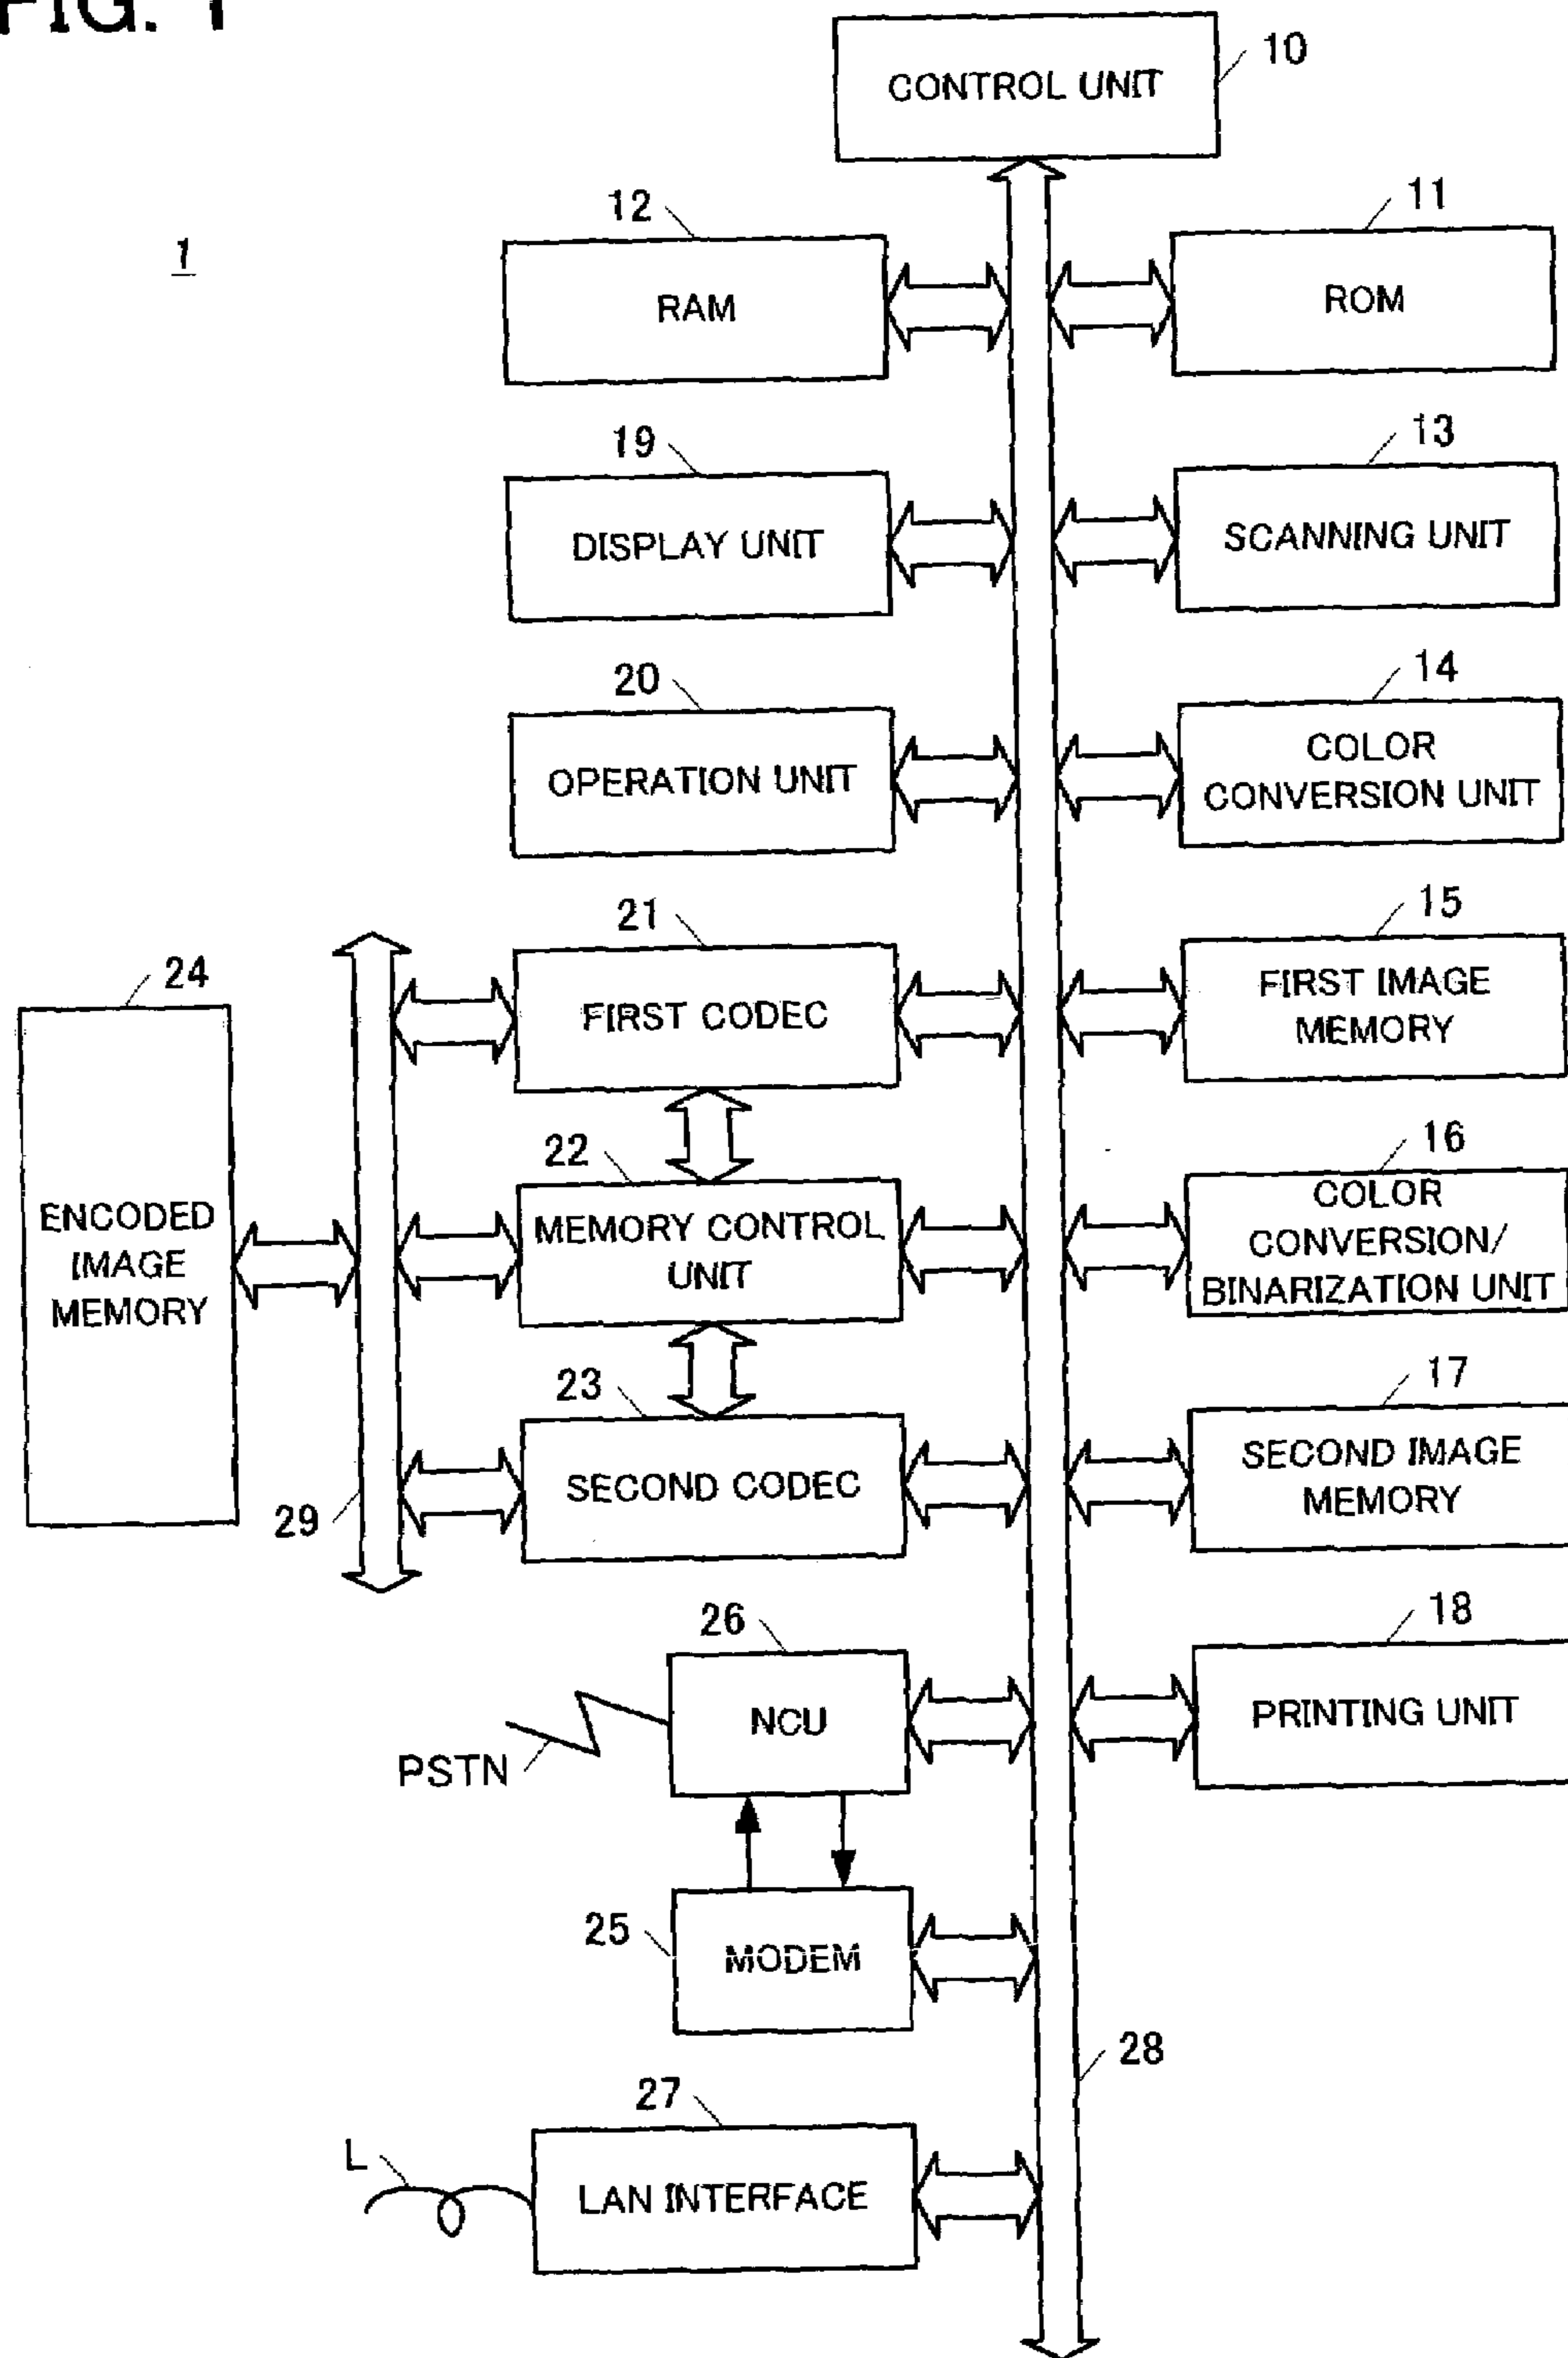 FIG. 1
CONTROL UNIT
10
1
12
RAM
11
ROM
19
DISPLAY UNIT
13
SCANNING UNIT
20
OPERATION UNIT
14
COLOR
CONVERSION UNIT
24
ENCODED
IMAGE
MEMORY
21
FIRST CODEC
15
FIRST IMAGE
MEMORY
22
MEMORY CONTROL
UNIT
16
COLOR
CONVERSION/
BINARIZATION UNIT
29
23
SECOND CODEC
17
SECOND IMAGE
MEMORY
26
NCU
PSTN
18
PRINTING UNIT
25
MODEM
28
27
L
LAN INTERFACE